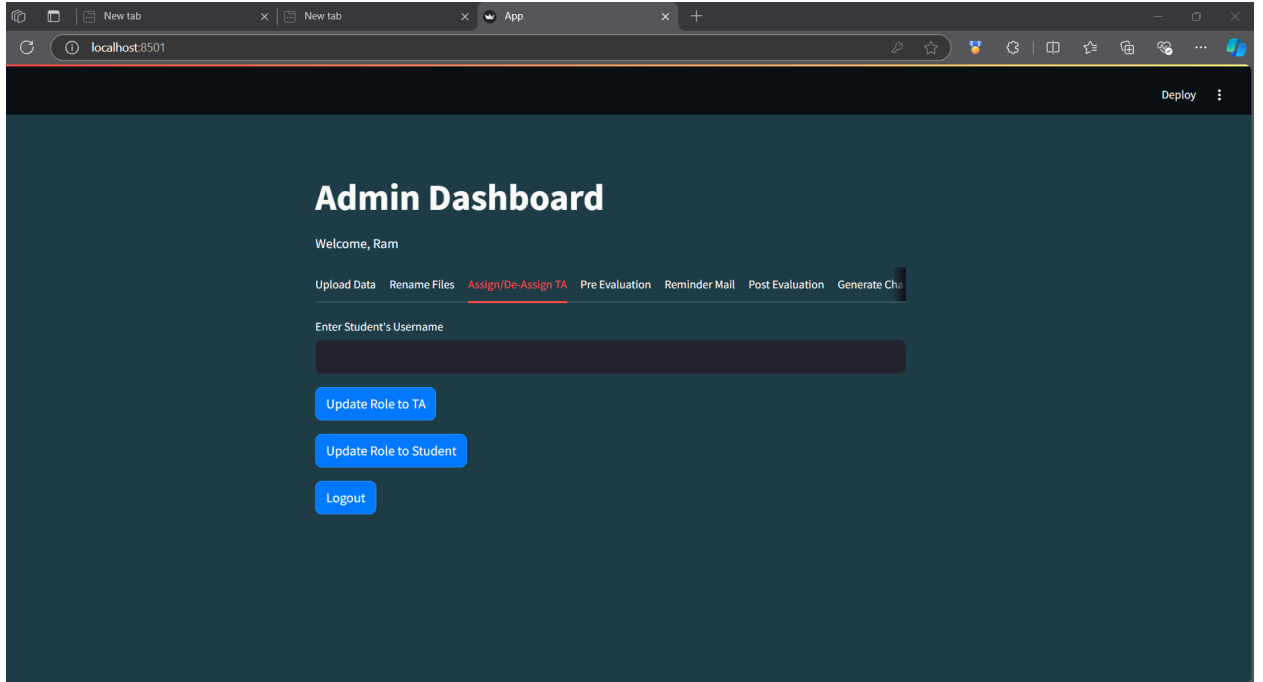 New tab New tab App
localhost:8501
Deploy
Admin Dashboard
Welcome, Ram
Upload Data Rename Files Assign/De-Assign TA Pre Evaluation Reminder Mail Post Evaluation Generate Cha
Enter Student's Username
Update Role to TA
Update Role to Student
Logout